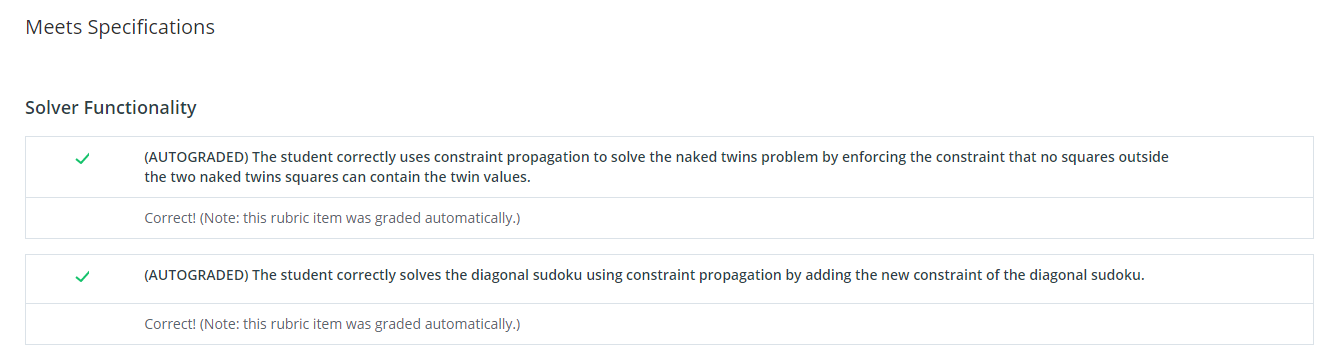 Meets Specifications
Solver Functionality
(AUTOGRADED) The student correctly uses constraint propagation to solve the naked twins problem by enforcing the constraint that no squares outside
the two naked twins squares can contain the twin values.
Correct! (Note: this rubric item was graded automatically.)
(AUTOGRADED) The student correctly solves the diagonal sudoku using constraint propagation by adding the new constraint of the diagonal sudoku.
Correct! (Note: this rubric item was graded automatically.)